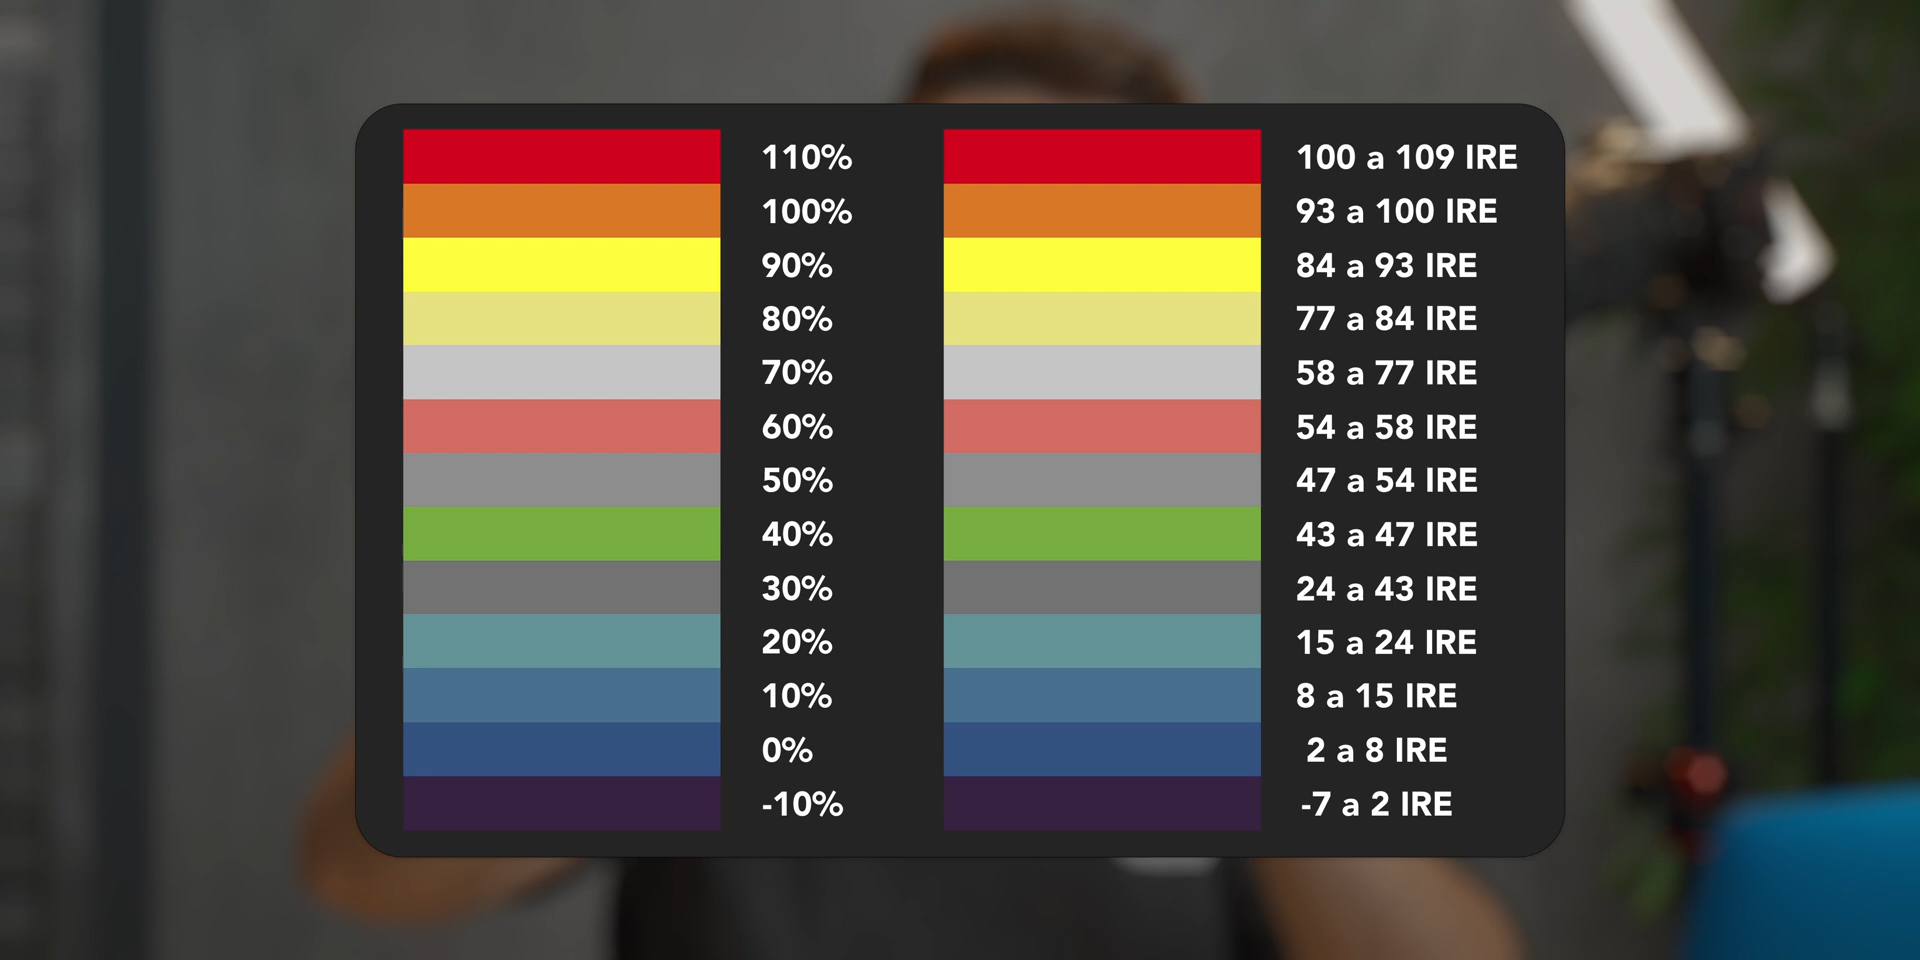 110% 100 a 109 IRE
100% 93 a 100 IRE
90% 84 a 93 IRE
80% 77 a 84 IRE
70% 58 a 77 IRE
60% 54 a 58 IRE
50% 47 a 54 IRE
40% 43 a 47 IRE
30% 24 a 43 IRE
20% 15 a 24 IRE
10% 8 a 15 IRE
0% 2 a 8 IRE
-10% -7 a 2 IRE